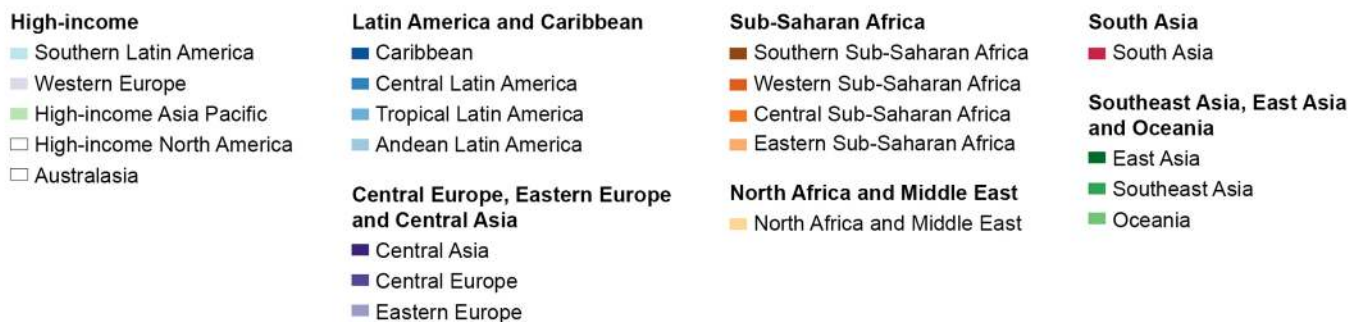 High-income
Southern Latin America
Western Europe
High-income Asia Pacific
High-income North America
Australasia
Latin America and Caribbean
Caribbean
Central Latin America
Tropical Latin America
Andean Latin America
Central Europe, Eastern Europe
and Central Asia
Central Asia
Central Europe
Eastern Europe
Sub-Saharan Africa
Southern Sub-Saharan Africa
Western Sub-Saharan Africa
Central Sub-Saharan Africa
Eastern Sub-Saharan Africa
North Africa and Middle East
North Africa and Middle East
South Asia
South Asia
Southeast Asia, East Asia
and Oceania
East Asia
Southeast Asia
Oceania